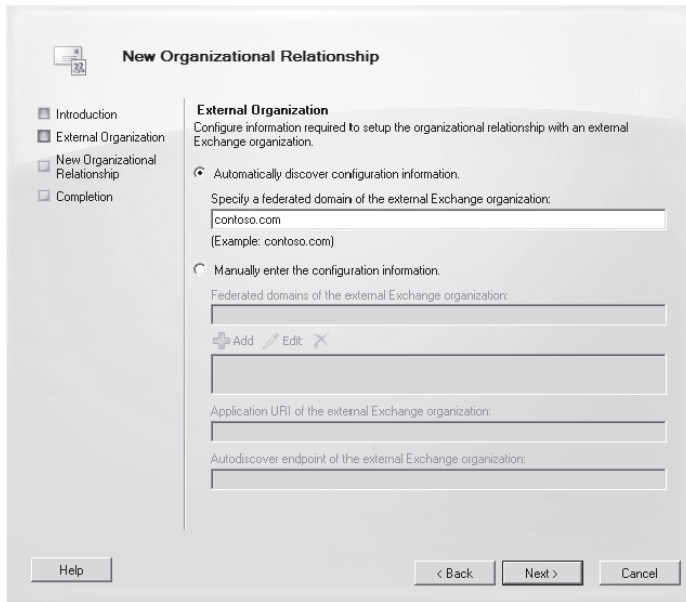 New Organizational Relationship
Introduction
External Organization
New Organizational
Relationship
Completion
External Organization
Configure information required to setup the organizational relationship with an external
Exchange organization.
Automatically discover configuration information.
Specify a federated domain of the external Exchange organization:
contoso.com
(Example: contoso.com)
Manually enter the configuration information.
Federated domains of the external Exchange organization:
Add Edit
Application URI of the external Exchange organization:
Autodiscover endpoint of the external Exchange organization:
Help
< Back
Next >
Cancel